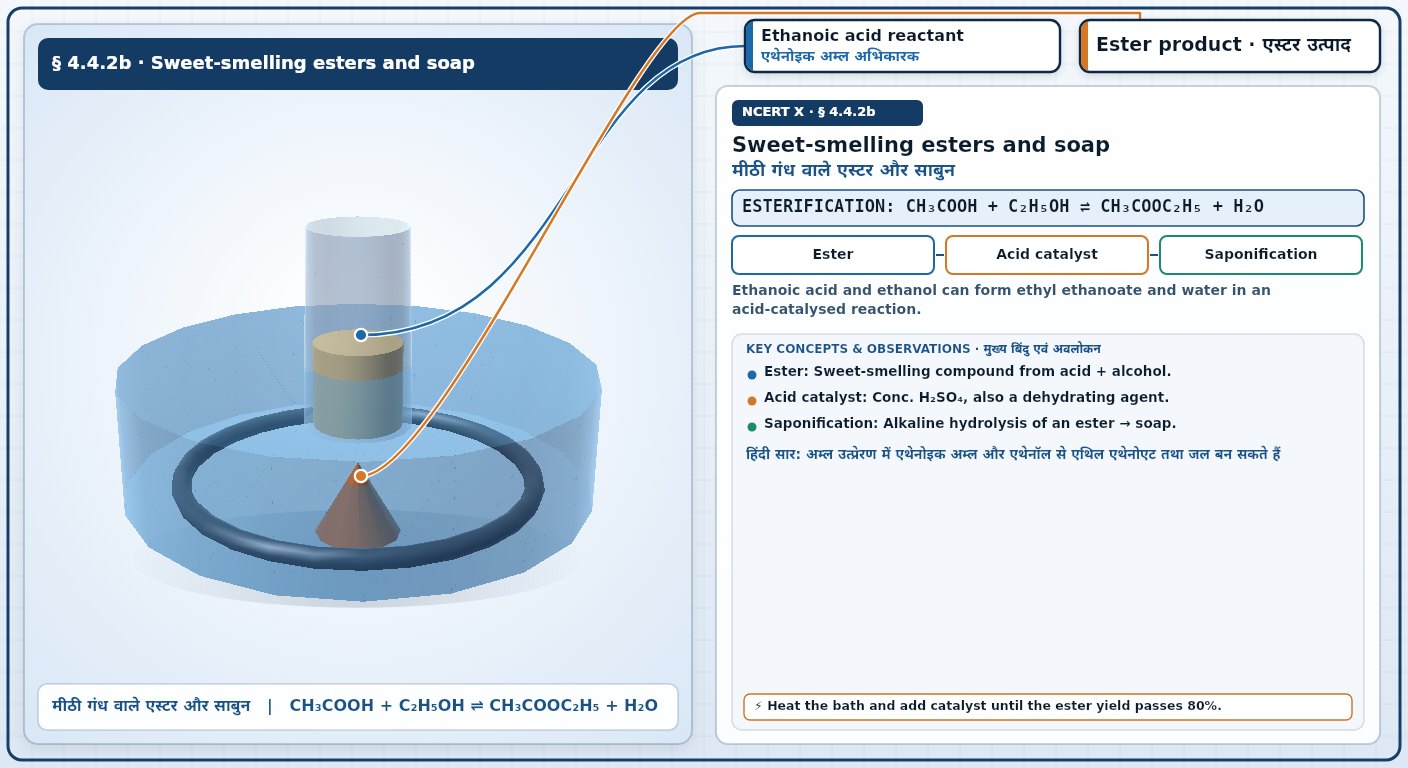 § 4.4.2b · Sweet-smelling esters and soap
मीठी गंध वाले एस्टर और साबुन | CH₃COOH + C₂H₅OH ⇌ CH₃COOC₂H₅ + H₂O
Ethanoic acid reactant
एथेनोइक अम्ल अभिकारक
Ester product · एस्टर उत्पाद
NCERT X · § 4.4.2b
Sweet-smelling esters and soap
मीठी गंध वाले एस्टर और साबुन
ESTERIFICATION: CH₃COOH + C₂H₅OH ⇌ CH₃COOC₂H₅ + H₂O
Ester
Acid catalyst
Saponification
Ethanoic acid and ethanol can form ethyl ethanoate and water in an
acid-catalysed reaction.
KEY CONCEPTS & OBSERVATIONS · मुख्य बिंदु एवं अवलोकन
Ester: Sweet-smelling compound from acid + alcohol.
Acid catalyst: Conc. H₂SO₄, also a dehydrating agent.
Saponification: Alkaline hydrolysis of an ester → soap.
हिंदी सार: अम्ल उत्प्रेरण में एथेनोइक अम्ल और एथेनॉल से एथिल एथेनोएट तथा जल बन सकते हैं
⚡ Heat the bath and add catalyst until the ester yield passes 80%.